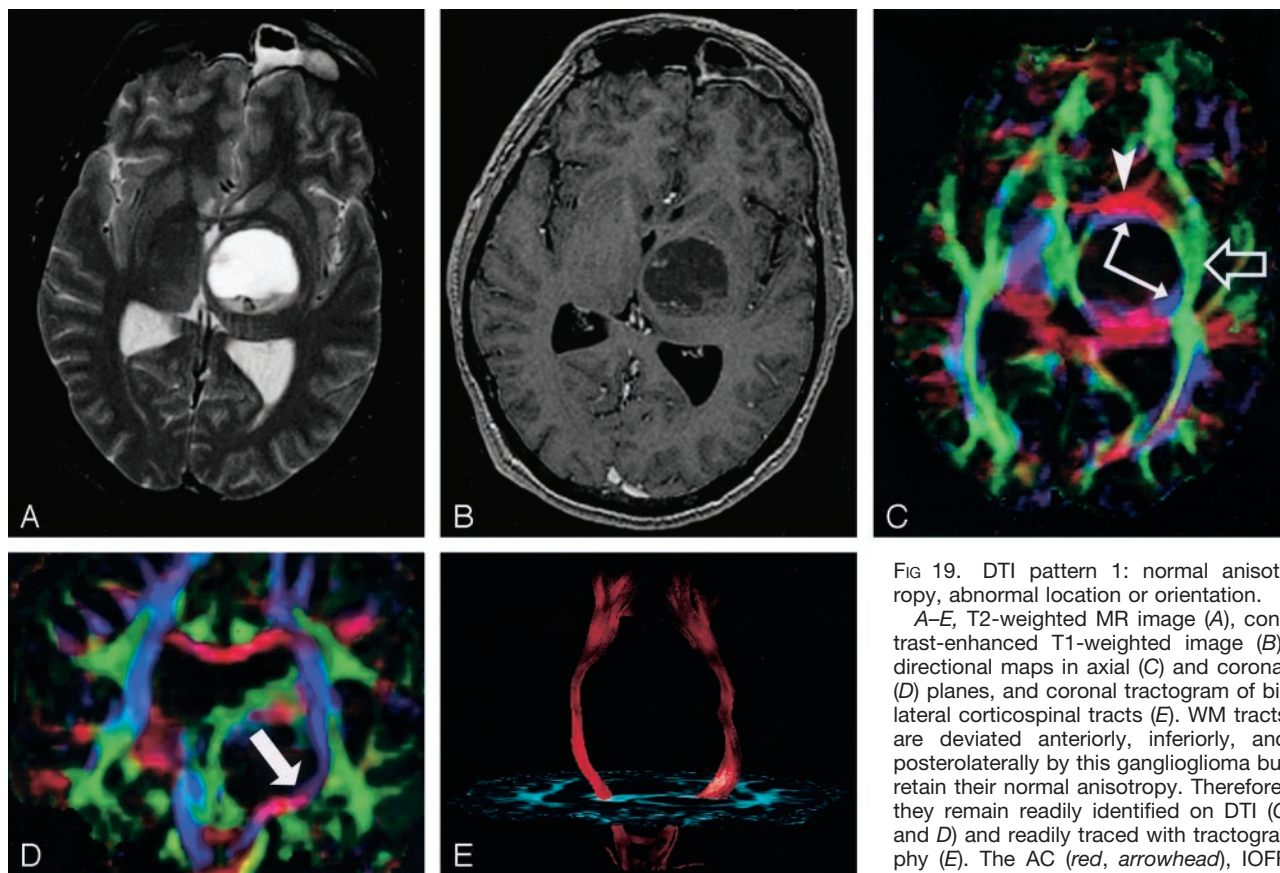 A
B
C
D
E
FIG 19. DTI pattern 1: normal anisot
ropy, abnormal location or orientation.
A–E, T2-weighted MR image (A), con
trast-enhanced T1-weighted image (B)
directional maps in axial (C) and corona
(D) planes, and coronal tractogram of bi
lateral corticospinal tracts (E). WM tracts
are deviated anteriorly, inferiorly, and
posterolaterally by this ganglioglioma bu
retain their normal anisotropy. Therefore
they remain readily identified on DTI (C
and D) and readily traced with tractogra
phy (E). The AC (red, arrowhead), IOFF